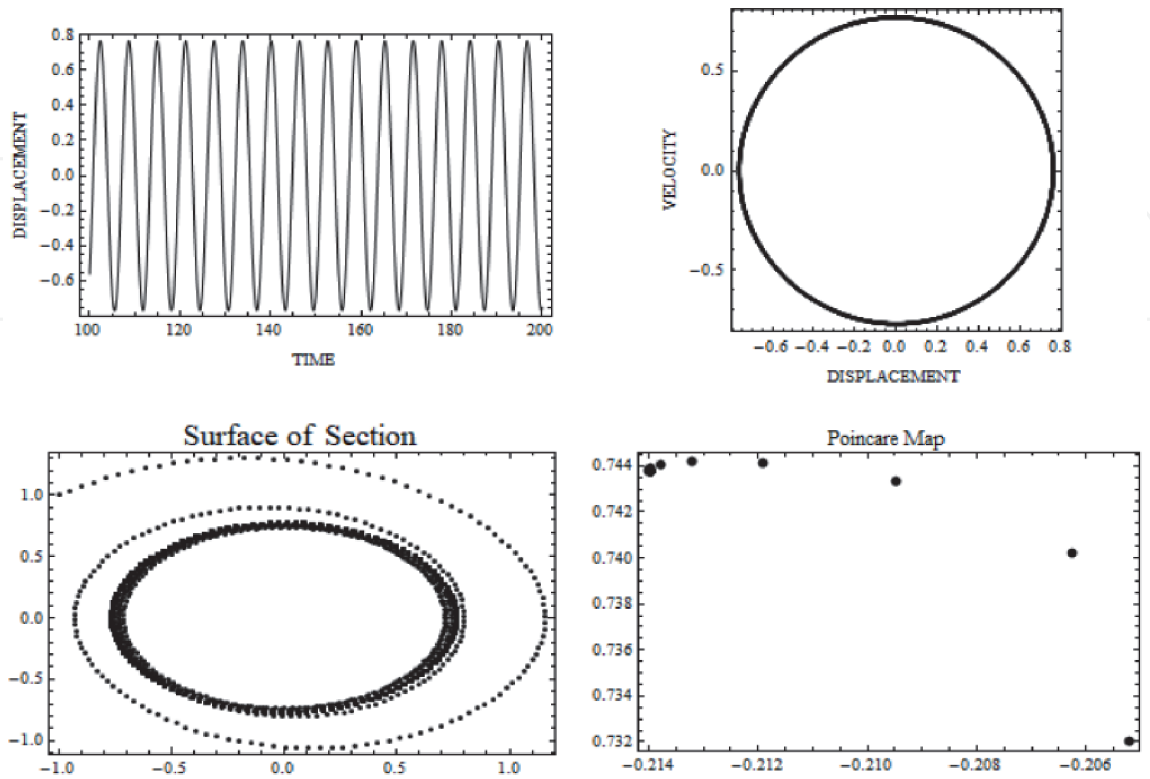 0.8
0.6
0.4
0.2
0.0
−0.2
−0.4
−0.6
DISPLACEMENT
100 120 140 160 180 200
TIME
0.5
0.0
−0.5
VELOCITY
−0.6 −0.4 −0.2 0.0 0.2 0.4 0.6 0.8
DISPLACEMENT
Surface of Section
1.0
0.5
0.0
−0.5
−1.0
−1.0 −0.5 0.0 0.5 1.0
Poincare Map
0.744
0.742
0.740
0.738
0.736
0.734
0.732
−0.214 −0.212 −0.210 −0.208 −0.206